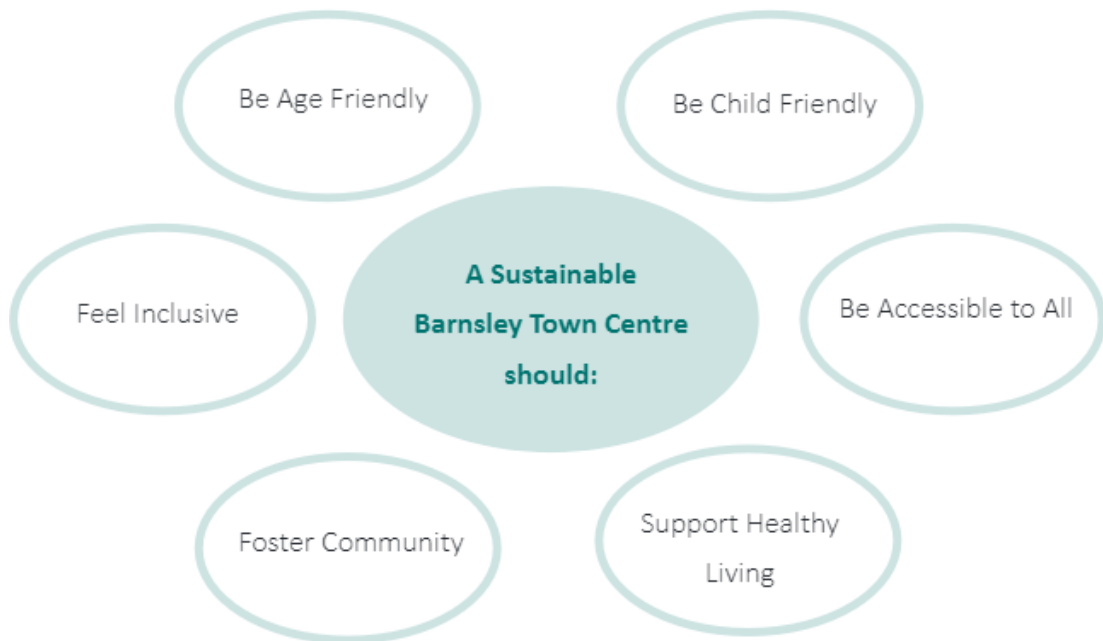 Be Age Friendly
Be Child Friendly
Feel Inclusive
A Sustainable
Barnsley Town Centre
should:
Be Accessible to All
Foster Community
Support Healthy
Living